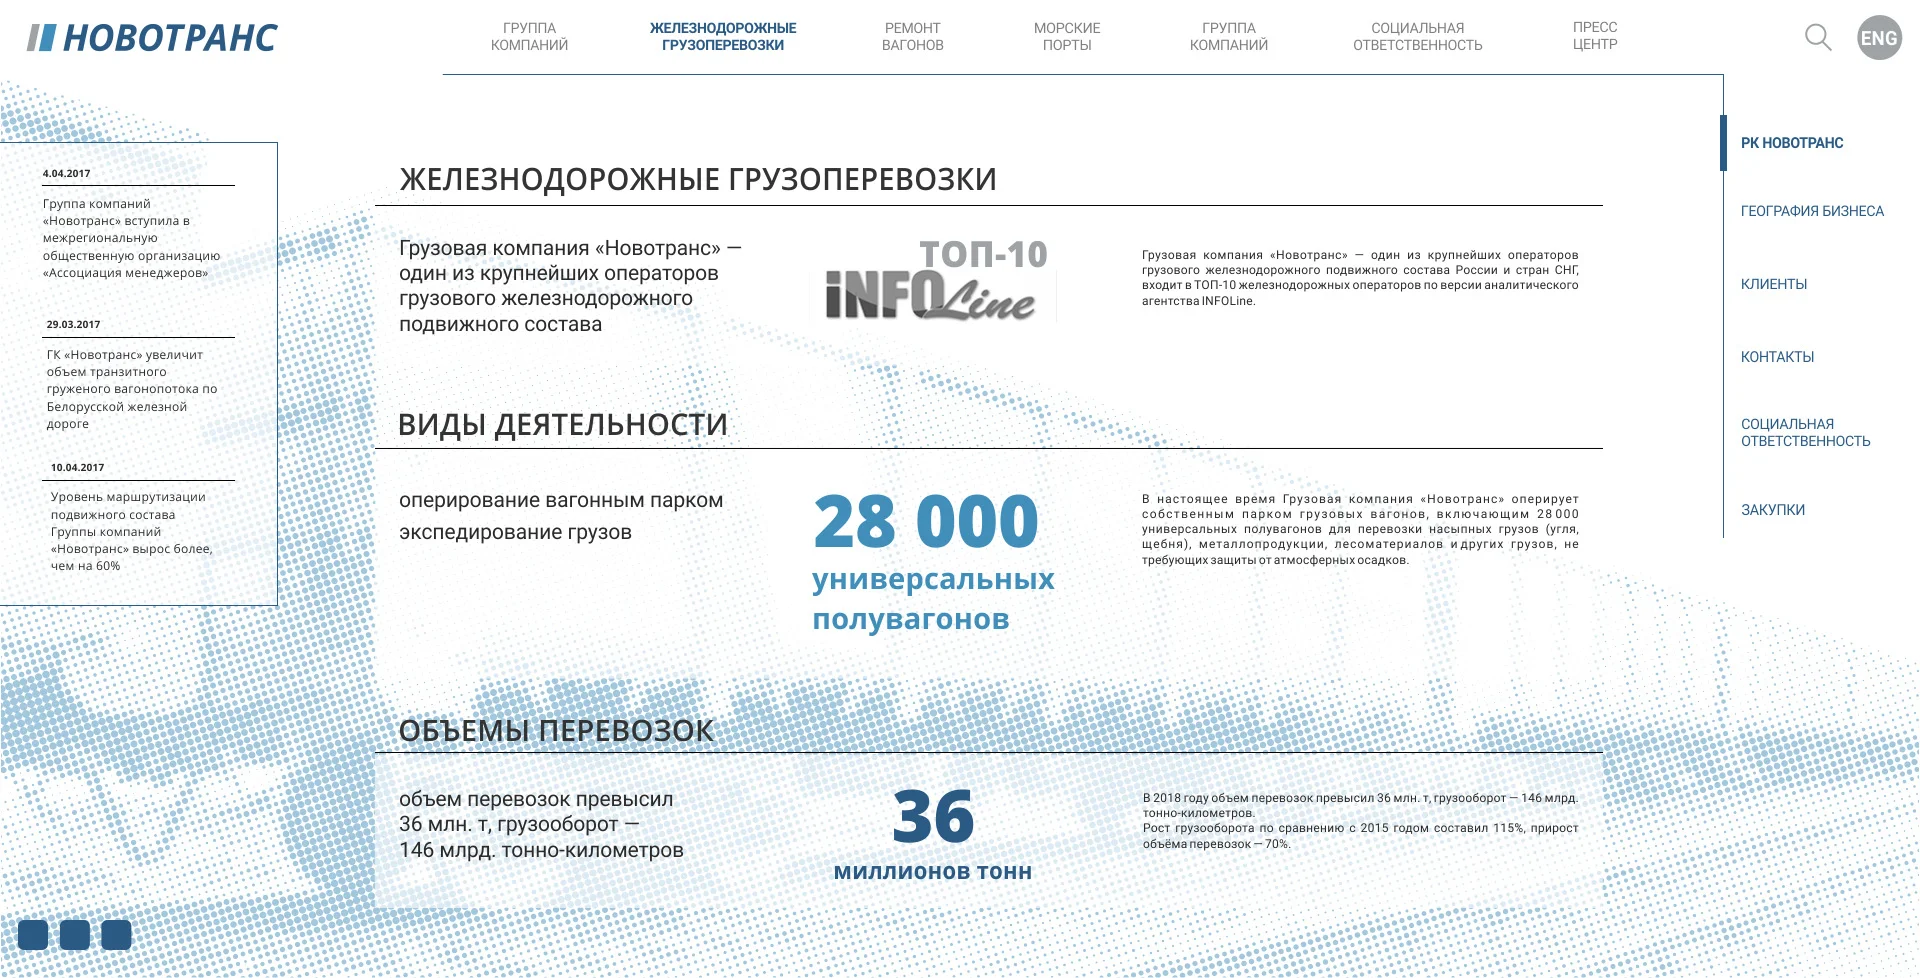 НОВОТРАНС
ГРУППА
КОМПАНИЙ
ЖЕЛЕЗНОДОРОЖНЫЕ
ГРУЗОПЕРЕВОЗКИ
РЕМОНТ
ВАГОНОВ
МОРСКИЕ
ПОРТЫ
ГРУППА
КОМПАНИЙ
СОЦИАЛЬНАЯ
ОТВЕТСТВЕННОСТЬ
ПРЕСС
ЦЕНТР
ENG
4.04.2017
Группа компаний
«Новотранс» вступила в
межрегиональную
общественную организацию
«Ассоциация менеджеров»
29.03.2017
ГК «Новотранс» увеличит
объем транзитного
груженого вагонопотока по
Белорусской железной
дороге
10.04.2017
Уровень маршрутизации
подвижного состава
Группы компаний
«Новотранс» вырос более,
чем на 60%
ЖЕЛЕЗНОДОРОЖНЫЕ ГРУЗОПЕРЕВОЗКИ
Грузовая компания «Новотранс» —
один из крупнейших операторов
грузового железнодорожного
подвижного состава
ТОП-10
iNFOLine
Грузовая компания «Новотранс» — один из крупнейших операторов
грузового железнодорожного подвижного состава России и стран СНГ,
входит в ТОП-10 железнодорожных операторов по версии аналитического
агентства INFOLine.
ВИДЫ ДЕЯТЕЛЬНОСТИ
оперирование вагонным парком
экспедирование грузов
28 000
универсальных
полувагонов
В настоящее время Грузовая компания «Новотранс» оперирует
собственным парком грузовых вагонов, включающим 28 000
универсальных полувагонов для перевозки насыпных грузов (угля,
щебня), металлопродукции, лесоматериалов и других грузов, не
требующих защиты от атмосферных осадков.
ОБЪЕМЫ ПЕРЕВОЗОК
объем перевозок превысил
36 млн. т, грузооборот —
146 млрд. тонно-километров
36
миллионов тонн
В 2018 году объем перевозок превысил 36 млн. т, грузооборот — 146 млрд.
тонно-километров.
Рост грузооборота по сравнению с 2015 годом составил 115%, прирост
объёма перевозок — 70%.
РК НОВОТРАНС
ГЕОГРАФИЯ БИЗНЕСА
КЛИЕНТЫ
КОНТАКТЫ
СОЦИАЛЬНАЯ
ОТВЕТСТВЕННОСТЬ
ЗАКУПКИ